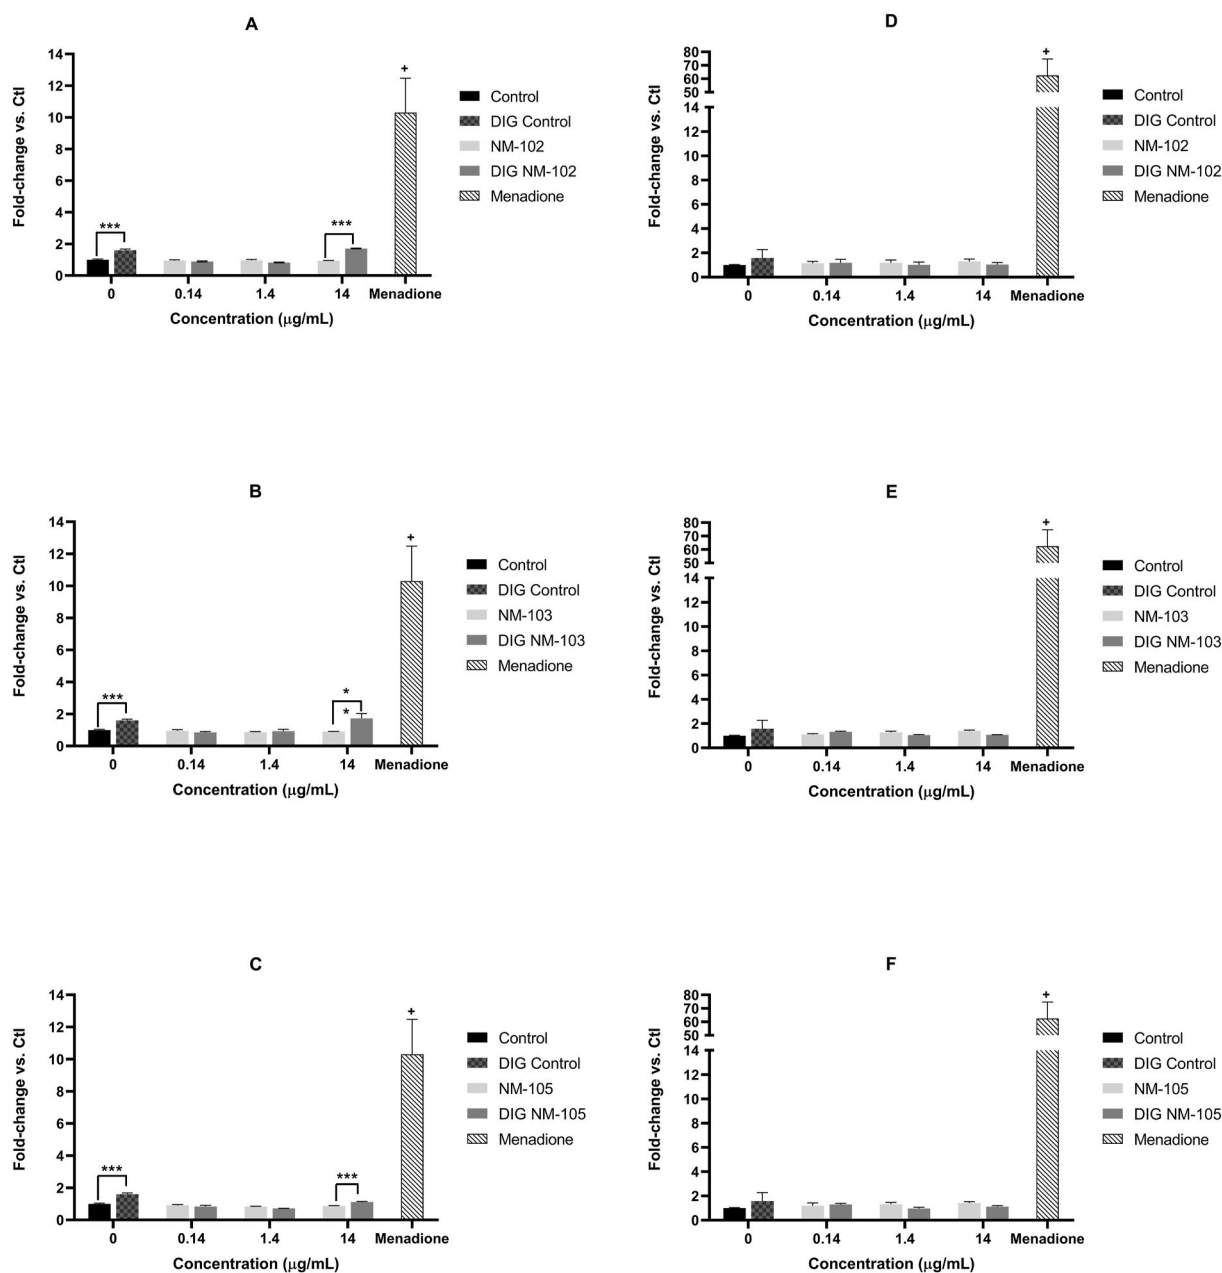 A
Fold-change vs. Ctl
14
12
10
8
6
4
2
0
***
***
+
0 0.14 1.4 14 Menadione
Concentration (μg/mL)
Control
DIG Control
NM-102
DIG NM-102
Menadione
D
Fold-change vs. Ctl
80
70
60
50
14
12
10
8
6
4
2
0
+
0 0.14 1.4 14 Menadione
Concentration (μg/mL)
Control
DIG Control
NM-102
DIG NM-102
Menadione
B
Fold-change vs. Ctl
14
12
10
8
6
4
2
0
***
*
*
+
0 0.14 1.4 14 Menadione
Concentration (μg/mL)
Control
DIG Control
NM-103
DIG NM-103
Menadione
E
Fold-change vs. Ctl
80
70
60
50
14
12
10
8
6
4
2
0
+
0 0.14 1.4 14 Menadione
Concentration (μg/mL)
Control
DIG Control
NM-103
DIG NM-103
Menadione
C
Fold-change vs. Ctl
14
12
10
8
6
4
2
0
***
***
+
0 0.14 1.4 14 Menadione
Concentration (μg/mL)
Control
DIG Control
NM-105
DIG NM-105
Menadione
F
Fold-change vs. Ctl
80
70
60
50
14
12
10
8
6
4
2
0
+
0 0.14 1.4 14 Menadione
Concentration (μg/mL)
Control
DIG Control
NM-105
DIG NM-105
Menadione